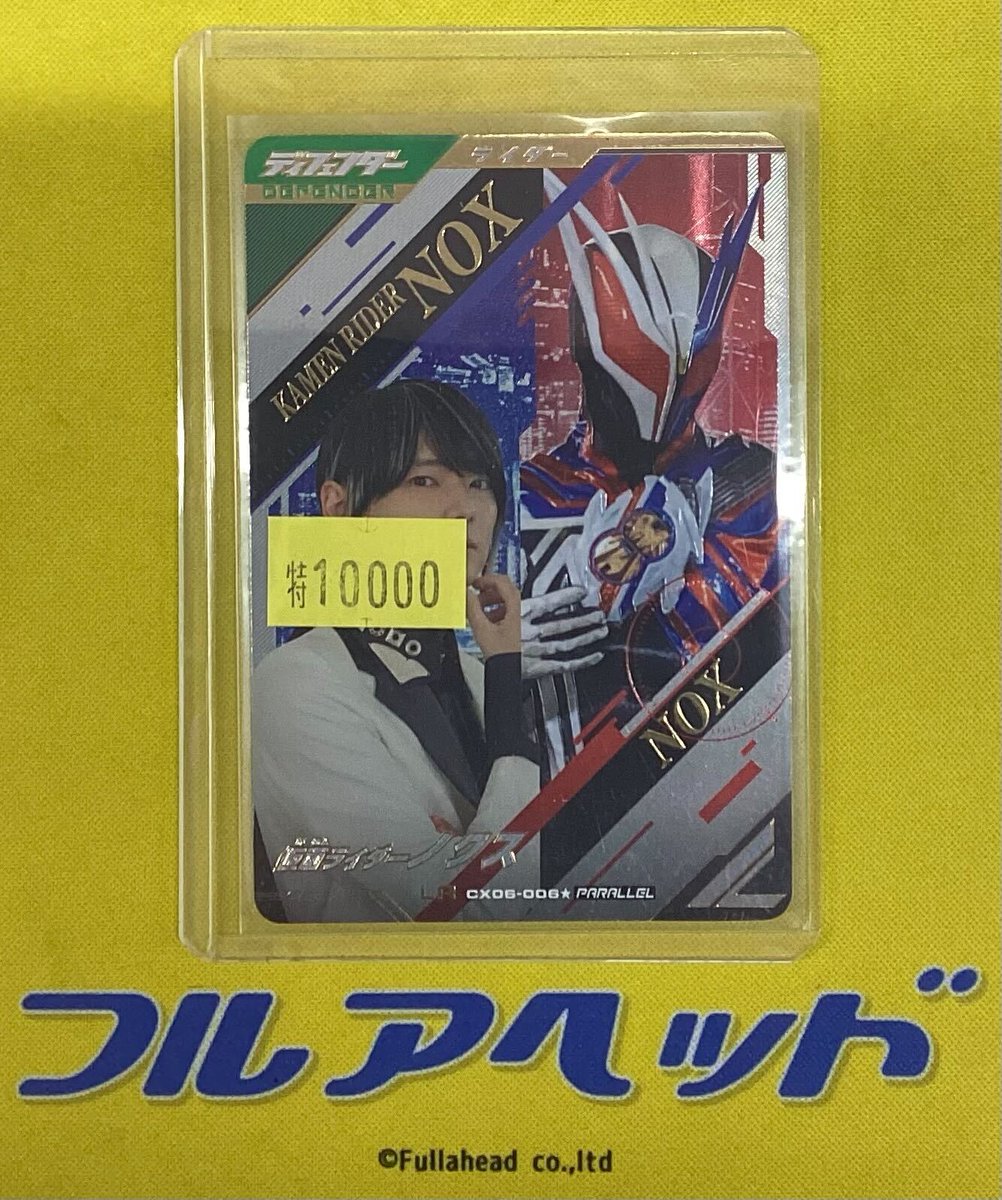 ディフェンダー
DEFENDER
ライダー
KAMEN RIDER NOX
特10000
NOX
仮面ライダーノクス
LR CX06-006★ PARALLEL
フルアヘッド
©Fullahead co.,ltd